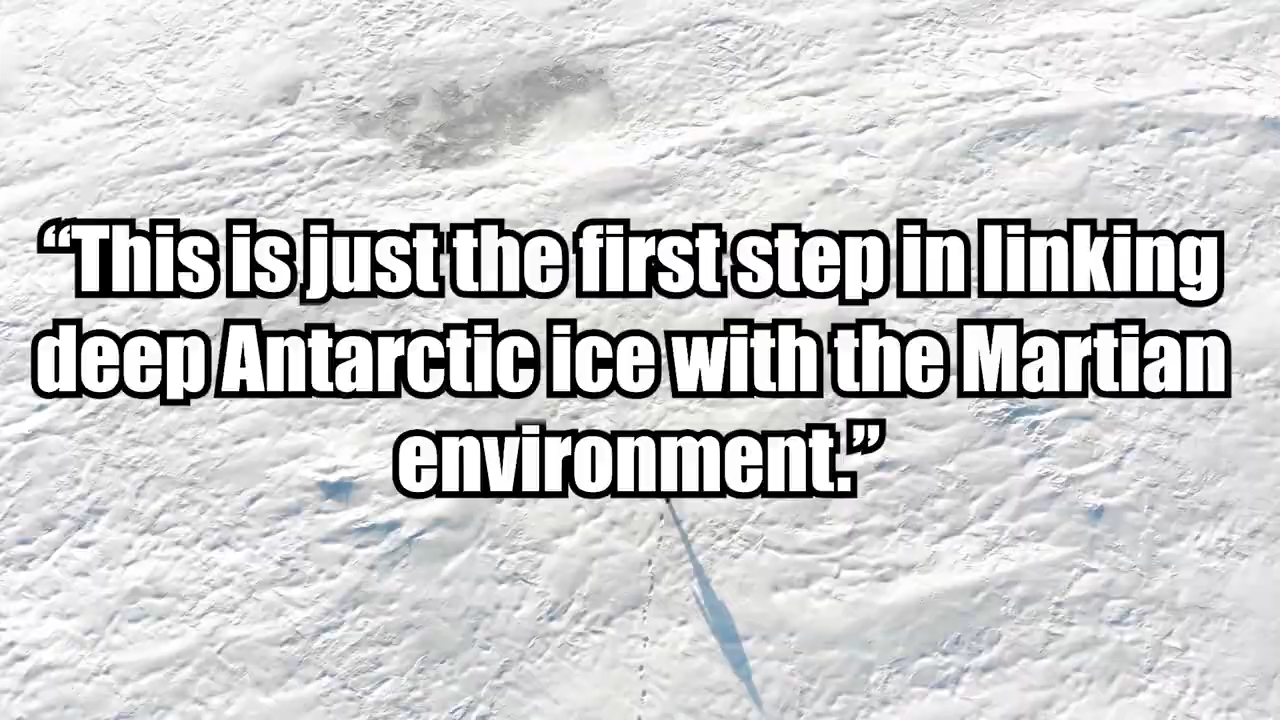 “This is just the first step in linking
deep Antarctic ice with the Martian
environment.”